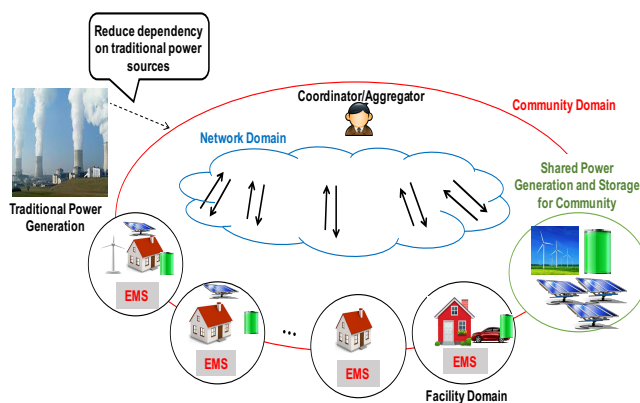 Reduce dependency
on traditional power
sources
Coordinator/Aggregator
Community Domain
Network Domain
Traditional Power
Generation
Shared Power
Generation and Storage
for Community
EMS
EMS
...
EMS
EMS
Facility Domain